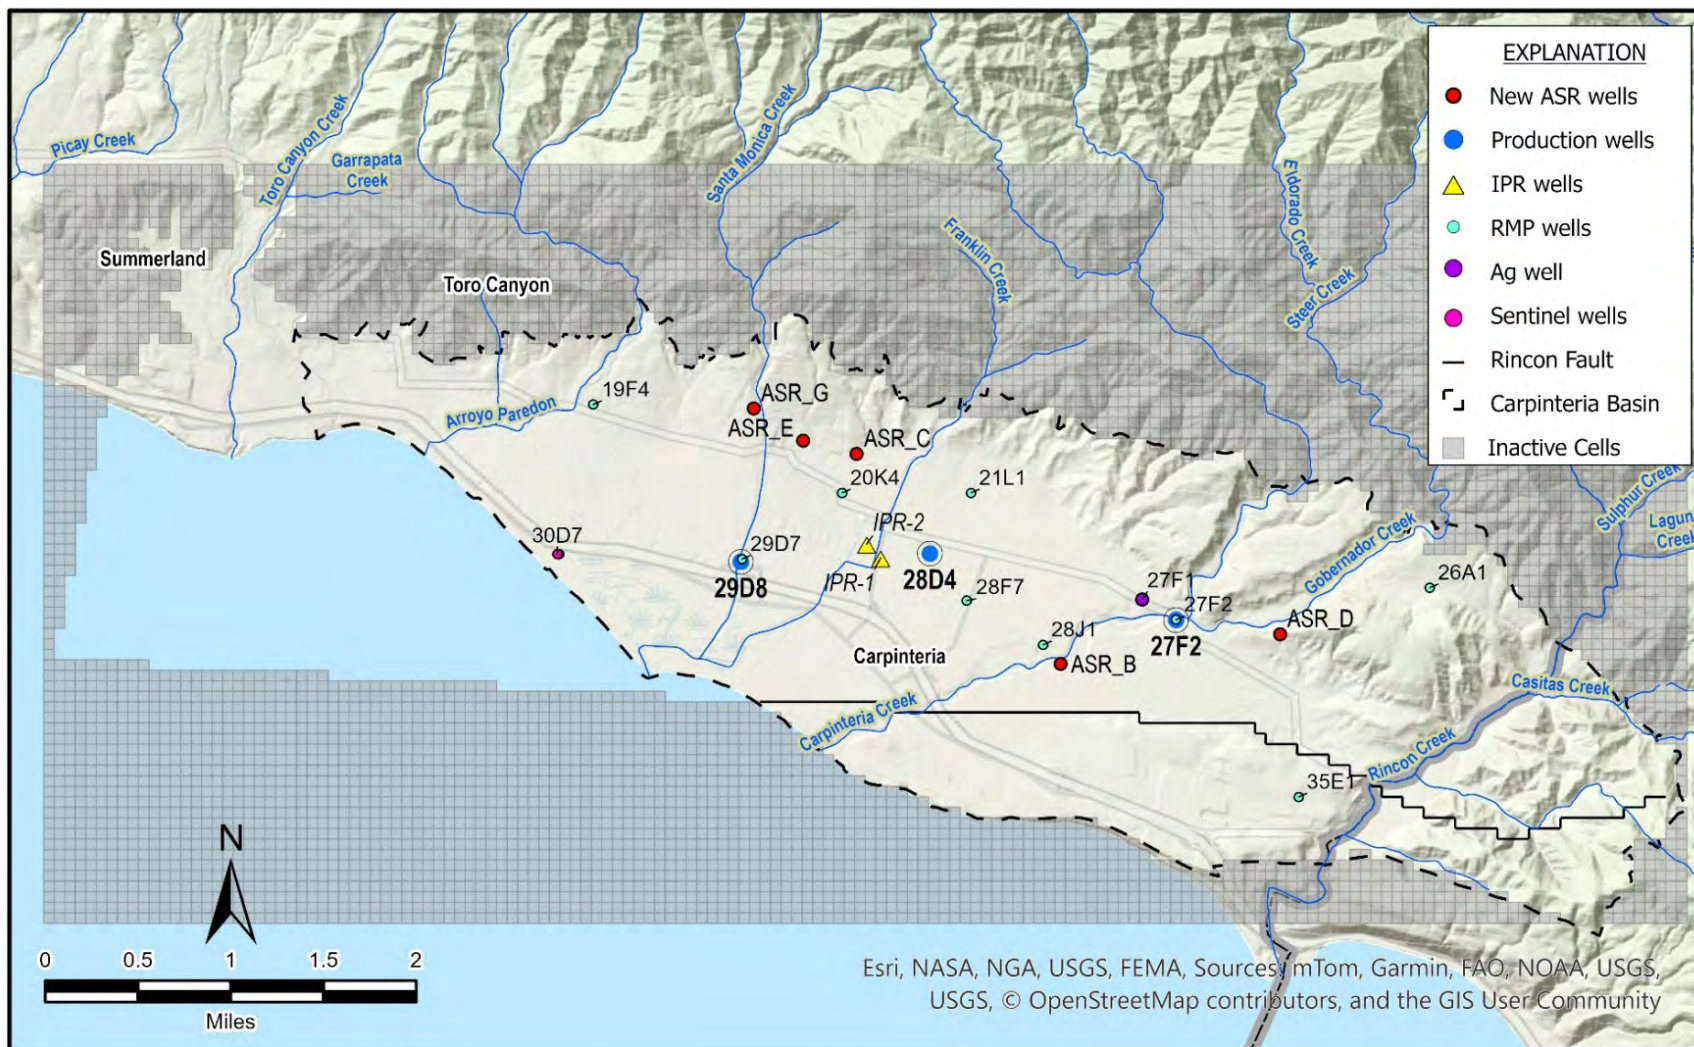 EXPLANATION
New ASR wells
Production wells
IPR wells
RMP wells
Ag well
Sentinel wells
Rincon Fault
Carpinteria Basin
Inactive Cells
Picay Creek
Toro Canyon Creek
Garrapata
Creek
Santa Monica Creek
Franklin Creek
Eldorado Creek
Steer Creek
Summerland
Toro Canyon
Arroyo Paredon
19F4
ASR_G
ASR_E
ASR_C
20K4
21L1
Sulphur Creek
Lagun
Creek
IPR-2
30D7
29D7
29D8
IPR-1
28D4
28F7
27F1
27F2
27F2
Gobernador Creek
26A1
28J1
ASR_B
ASR_D
Carpinteria
Casitas Creek
Carpinteria Creek
Rincon Creek
35E1
N
0 0.5 1 1.5 2
Miles
Esri, NASA, NGA, USGS, FEMA, Sources: mTom, Garmin, FAO, NOAA, USGS,
USGS, © OpenStreetMap contributors, and the GIS User Community